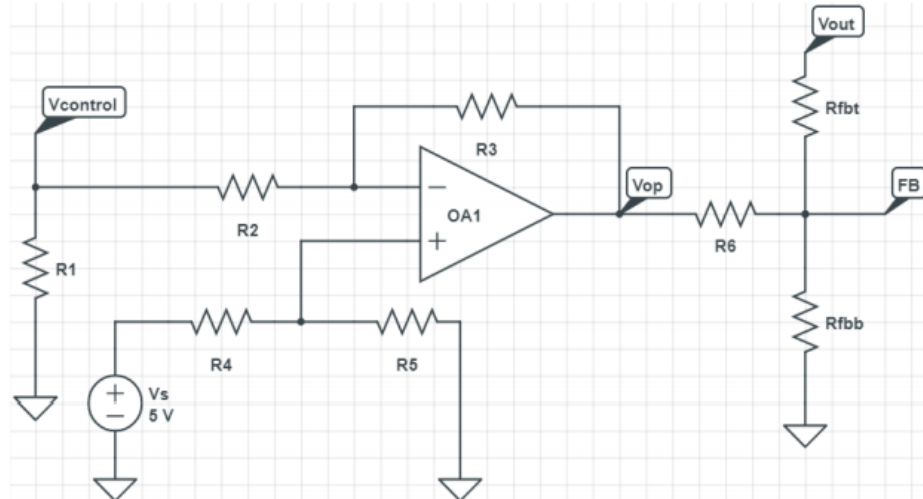 Vout
Vcontrol
Rfbt
R3
Vop
FB
OA1
R2
R6
R1
Rfbb
R4
R5
+
−
Vs
5 V
−
+